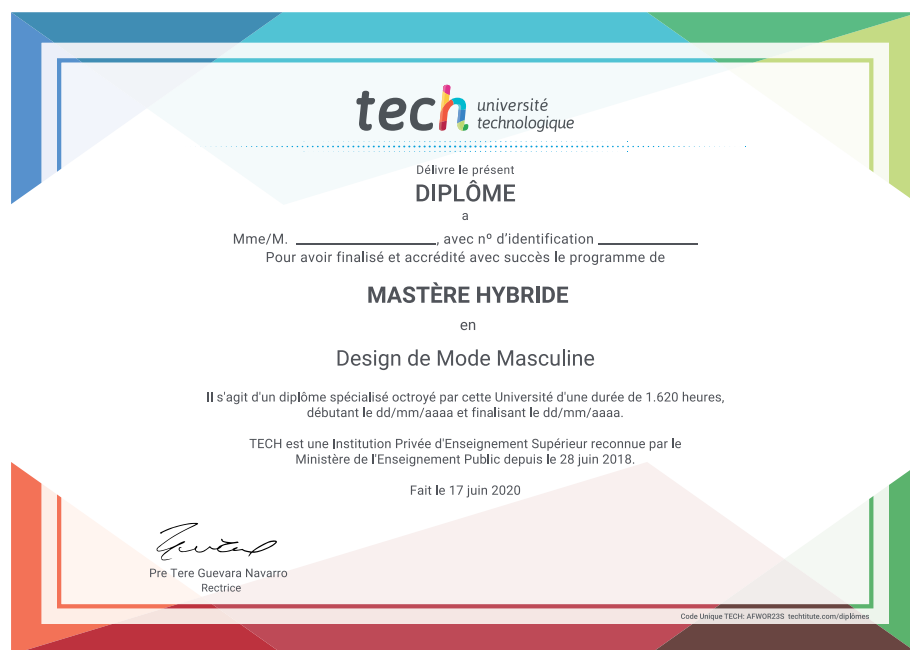 tech université
technologique
Délivre le présent
DIPLÔME
a
Mme/M. ____________________, avec nº d'identification ______________
Pour avoir finalisé et accrédité avec succès le programme de
MASTÈRE HYBRIDE
en
Design de Mode Masculine
Il s'agit d'un diplôme spécialisé octroyé par cette Université d'une durée de 1.620 heures,
débutant le dd/mm/aaaa et finalisant le dd/mm/aaaa.
TECH est une Institution Privée d'Enseignement Supérieur reconnue par le
Ministère de l'Enseignement Public depuis le 28 juin 2018.
Fait le 17 juin 2020
Pre Tere Guevara Navarro
Rectrice
Code Unique TECH: AFWOR23S techtitute.com/diplômes